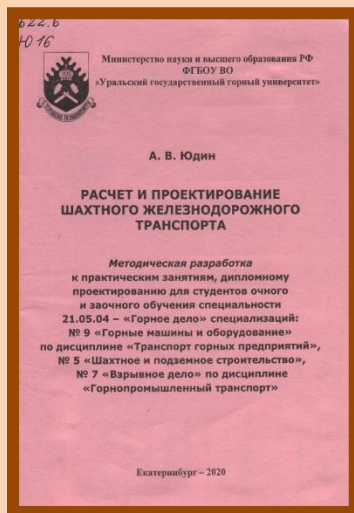 622.6
Ю 16
Министерство науки и высшего образования РФ
ФГБОУ ВО
«Уральский государственный горный университет»
А. В. Юдин
РАСЧЕТ И ПРОЕКТИРОВАНИЕ
ШАХТНОГО ЖЕЛЕЗНОДОРОЖНОГО
ТРАНСПОРТА
Методическая разработка
к практическим занятиям, дипломному
проектированию для студентов очного
и заочного обучения специальности
21.05.04 – «Горное дело» специализаций:
№ 9 «Горные машины и оборудование»
по дисциплине «Транспорт горных предприятий»,
№ 5 «Шахтное и подземное строительство»,
№ 7 «Взрывное дело» по дисциплине
«Горнопромышленный транспорт»
Екатеринбург – 2020